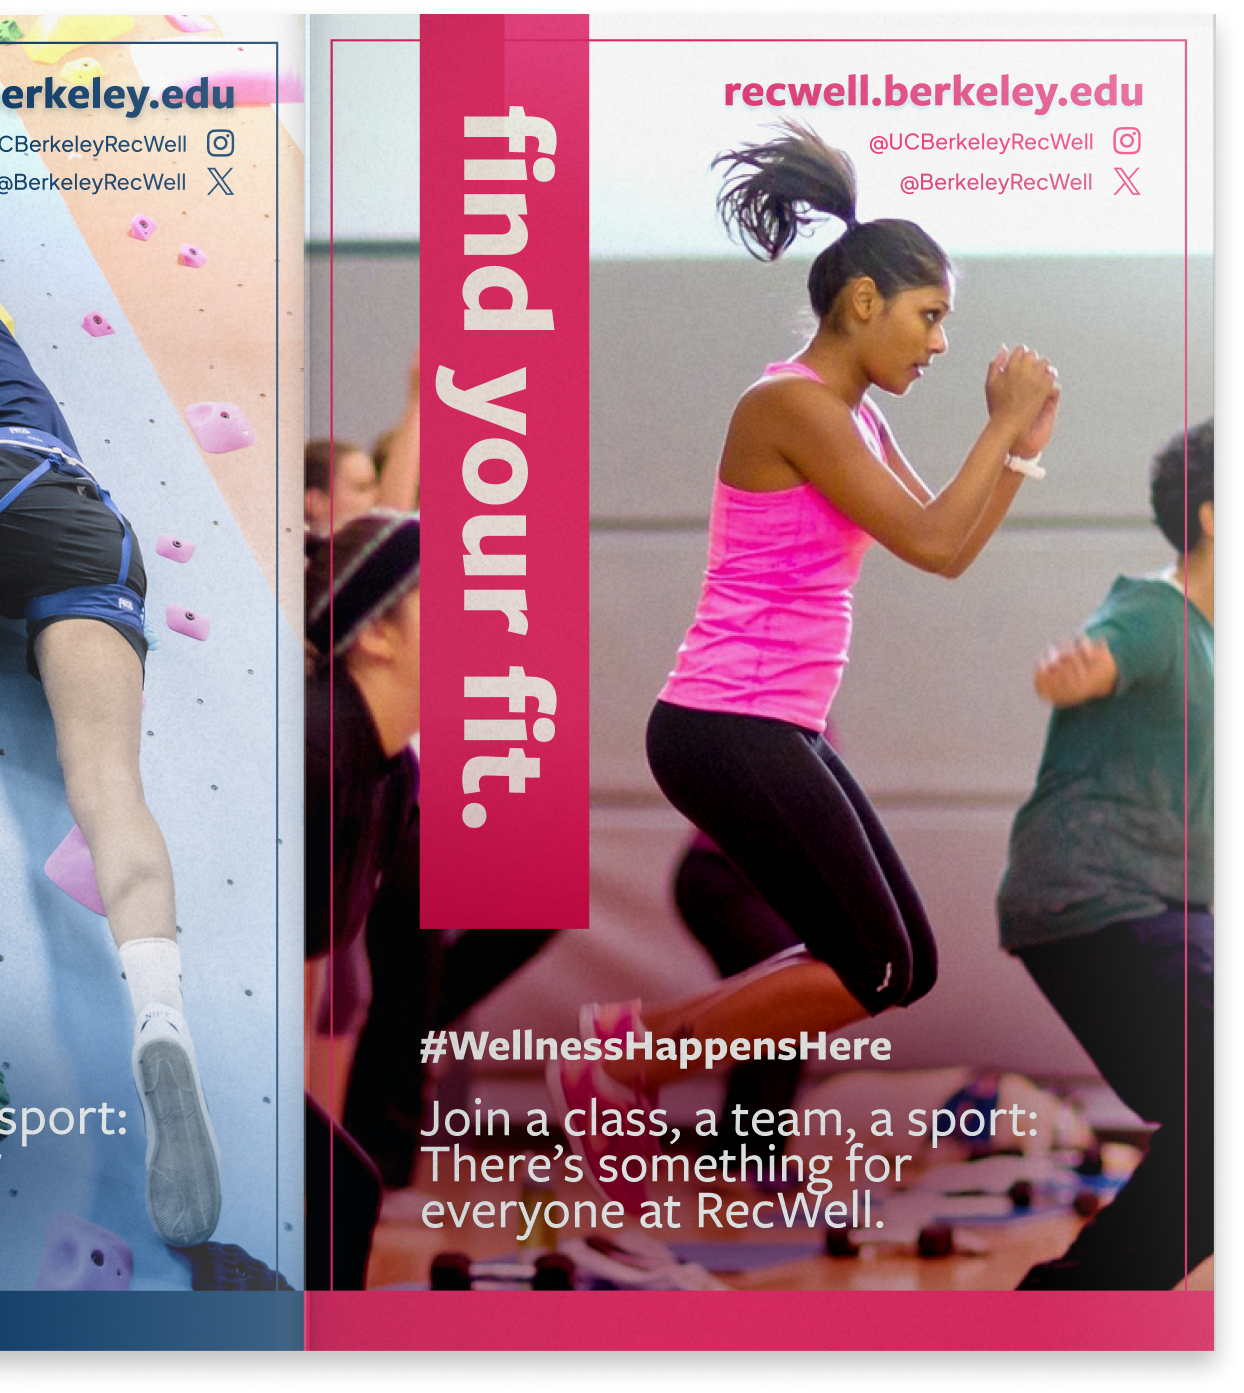 erkeley.edu
CBerkeleyRecWell
@BerkeleyRecWell
sport:
find your fit.
recwell.berkeley.edu
@UCBerkeleyRecWell
@BerkeleyRecWell
#WellnessHappensHere
Join a class, a team, a sport:
There’s something for
everyone at RecWell.